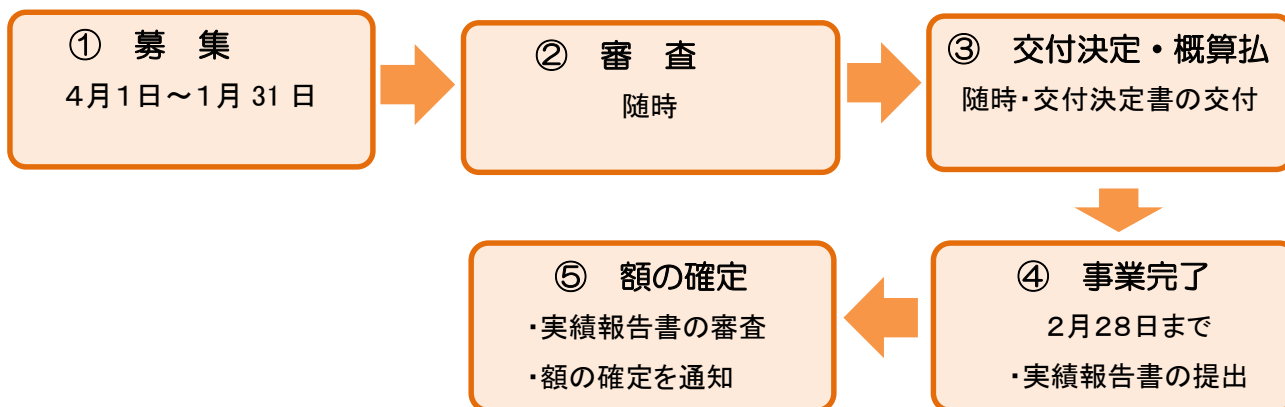 ① 募 集
４月１日～１月 31 日
② 審 査
随時
③ 交付決定・概算払
随時・交付決定書の交付
④ 事業完了
２月２８日まで
・実績報告書の提出
⑤ 額の確定
・実績報告書の審査
・額の確定を通知